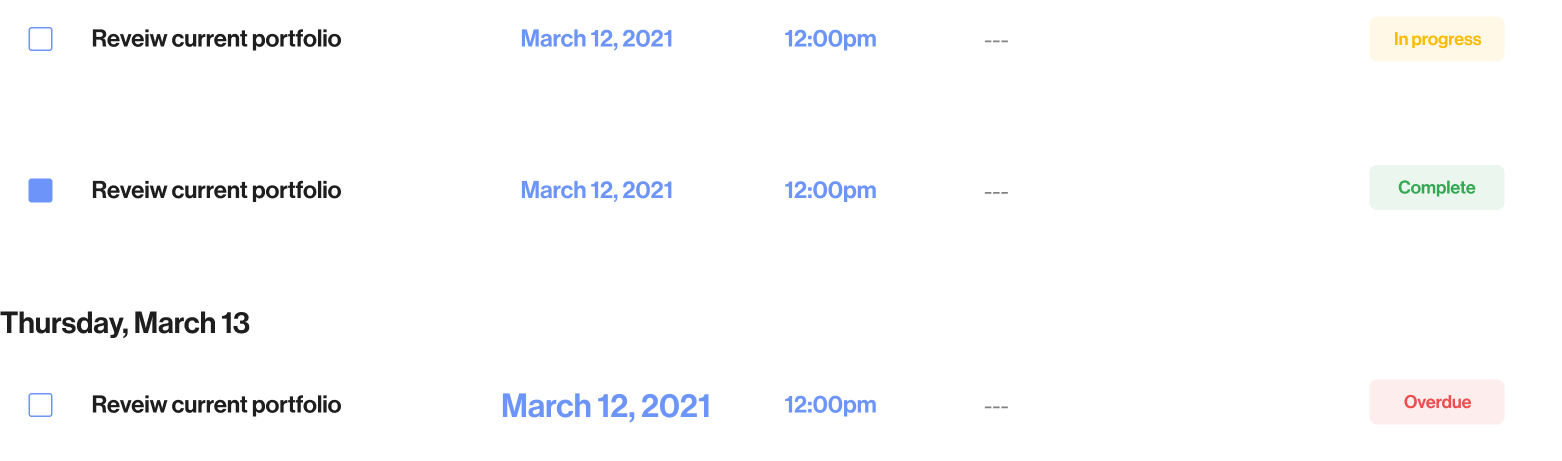 Reveiw current portfolio March 12, 2021 12:00pm --- In progress
Reveiw current portfolio March 12, 2021 12:00pm --- Complete
Thursday, March 13
Reveiw current portfolio March 12, 2021 12:00pm --- Overdue